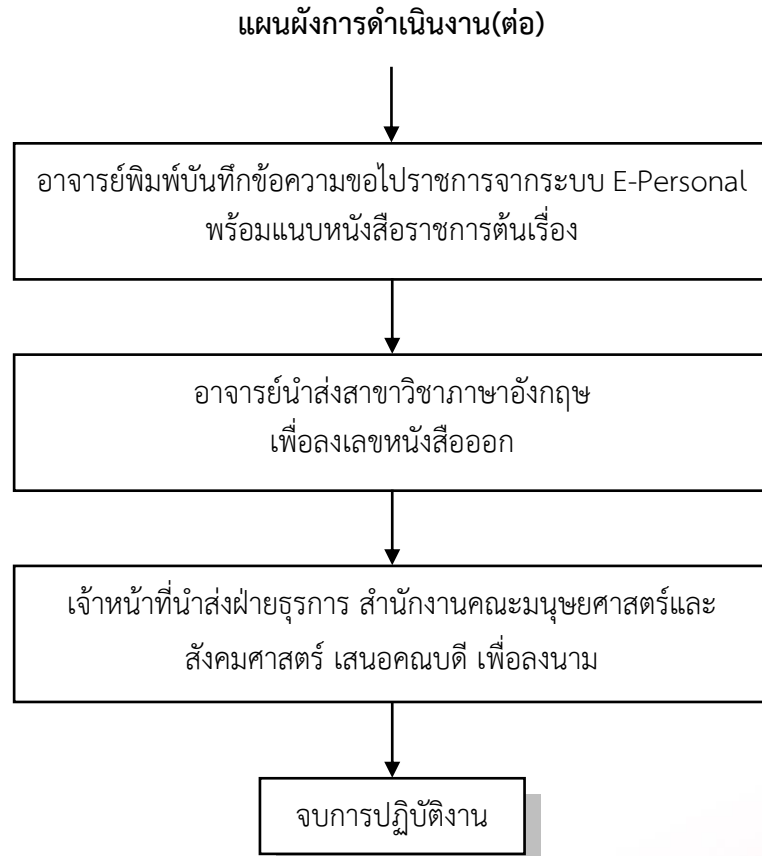 แผนผังการดำเนินงาน(ต่อ)
อาจารย์พิมพ์บันทึกข้อความขอไปราชการจากระบบ E-Personal
พร้อมแนบหนังสือราชการต้นเรื่อง
อาจารย์นำส่งสาขาวิชาภาษาอังกฤษ
เพื่อลงเลขหนังสือออก
เจ้าหน้าที่นำส่งฝ่ายธุรการ สำนักงานคณะมนุษยศาสตร์และ
สังคมศาสตร์ เสนอคณบดี เพื่อลงนาม
จบการปฏิบัติงาน